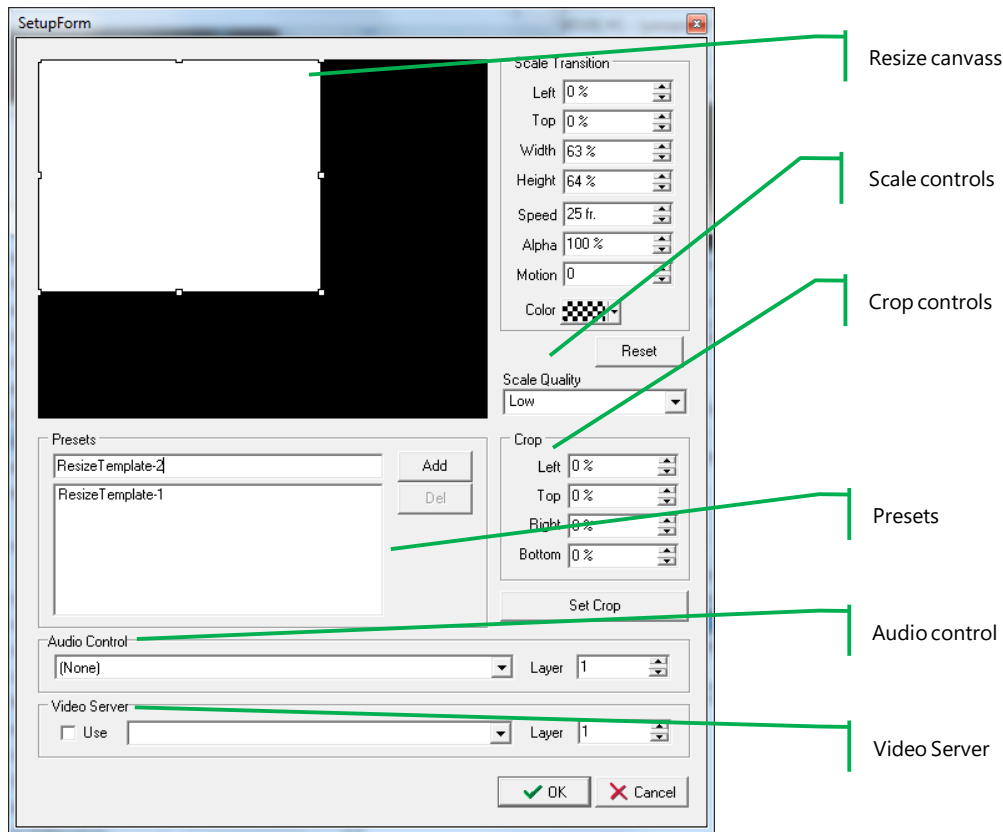 SetupForm
Resize canvass
Scale Transition
Left 0 %
Top 0 %
Width 63 %
Height 64 %
Scale controls
Speed 25 fr.
Alpha 100 %
Motion 0
Color
Crop controls
Reset
Scale Quality
Low
Presets
ResizeTemplate-2
Add
ResizeTemplate-1
Del
Crop
Left 0 %
Top 0 %
Right 0 %
Bottom 0 %
Presets
Set Crop
Audio Control
(None)
Layer 1
Audio control
Video Server
Use
Layer 1
Video Server
OK
Cancel